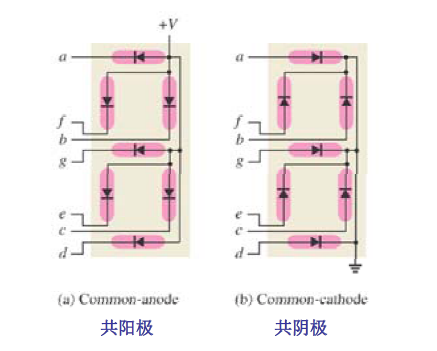 +V
a
f
b
g
e
c
d
a
f
b
g
e
c
d
(a) Common-anode
(b) Common-cathode
共阳极
共阴极